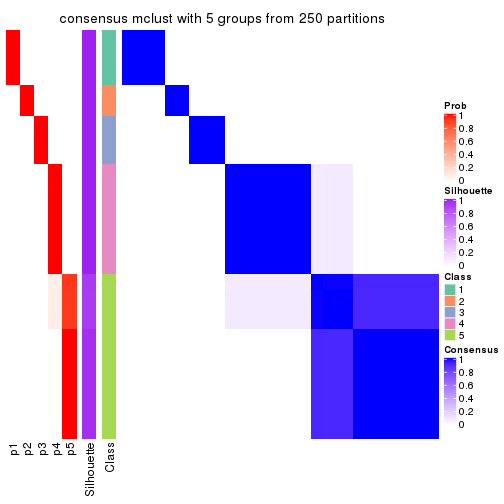 consensus mclust with 5 groups from 250 partitions
Prob
1
0.8
0.6
0.4
0.2
0
Silhouette
1
0.8
0.6
0.4
0.2
0
Class
1
2
3
4
5
Consensus
1
0.8
0.6
0.4
0.2
0
p1
p2
p3
p4
p5
Silhouette
Class